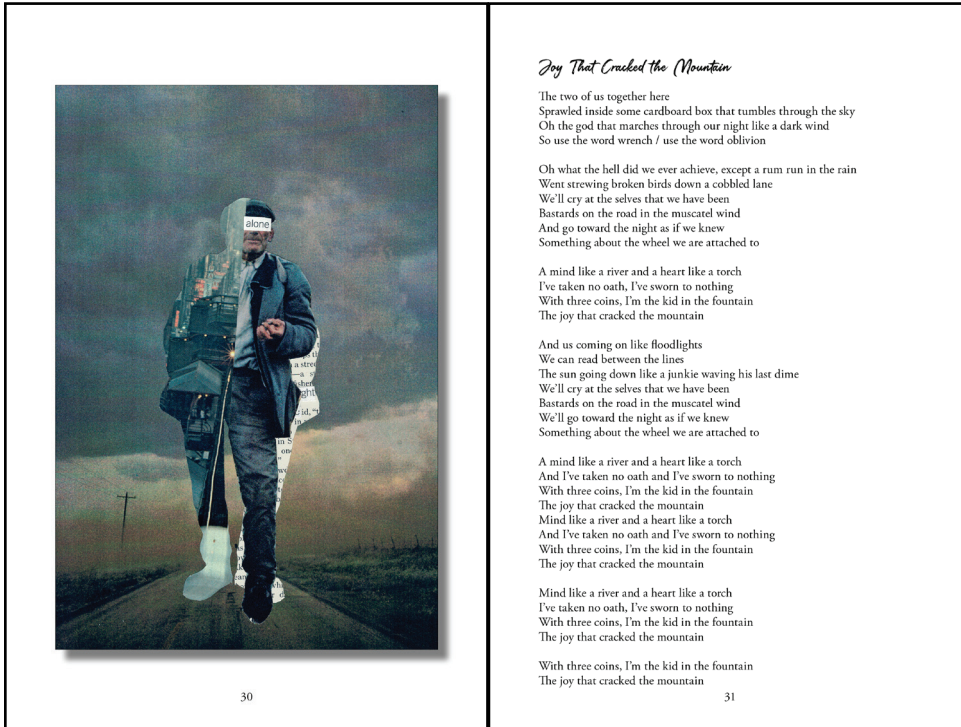 alone
ps th
a stree
—a st
sher
ght
id, "t
in
in S
one
"
30
Joy That Cracked the Mountain
The two of us together here
Sprawled inside some cardboard box that tumbles through the sky
Oh the god that marches through our night like a dark wind
So use the word wrench / use the word oblivion
Oh what the hell did we ever achieve, except a rum run in the rain
Went strewing broken birds down a cobbled lane
We'll cry at the selves that we have been
Bastards on the road in the muscatel wind
And go toward the night as if we knew
Something about the wheel we are attached to
A mind like a river and a heart like a torch
I've taken no oath, I've sworn to nothing
With three coins, I'm the kid in the fountain
The joy that cracked the mountain
And us coming on like floodlights
We can read between the lines
The sun going down like a junkie waving his last dime
We'll cry at the selves that we have been
Bastards on the road in the muscatel wind
We'll go toward the night as if we knew
Something about the wheel we are attached to
A mind like a river and a heart like a torch
And I've taken no oath and I've sworn to nothing
With three coins, I'm the kid in the fountain
The joy that cracked the mountain
Mind like a river and a heart like a torch
And I've taken no oath and I've sworn to nothing
With three coins, I'm the kid in the fountain
The joy that cracked the mountain
Mind like a river and a heart like a torch
I've taken no oath, I've sworn to nothing
With three coins, I'm the kid in the fountain
The joy that cracked the mountain
With three coins, I'm the kid in the fountain
The joy that cracked the mountain
31